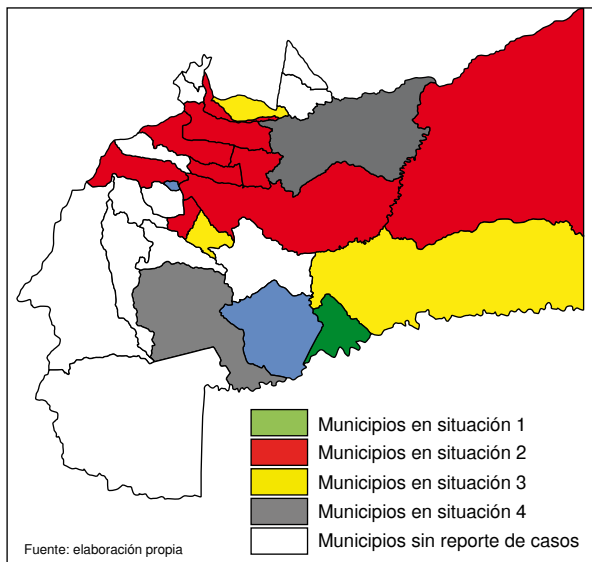 Municipios en situación 1
Municipios en situación 2
Municipios en situación 3
Municipios en situación 4
Municipios sin reporte de casos
Fuente: elaboración propia